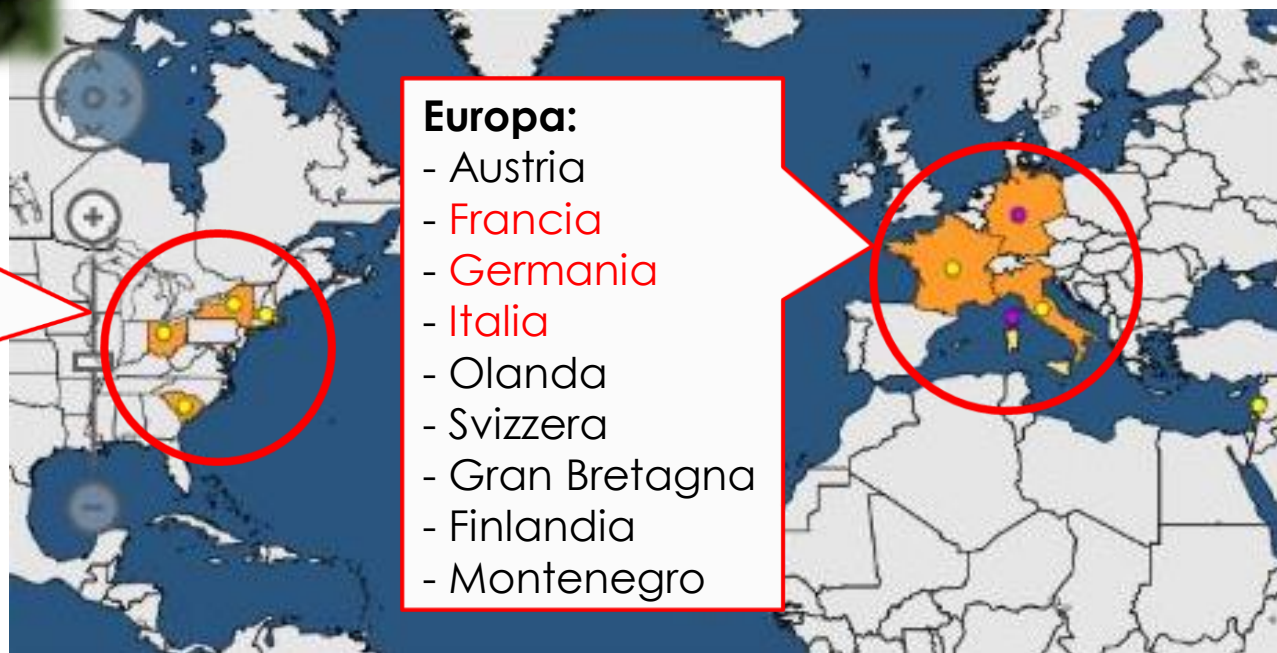 Europa:
- Austria
- Francia
- Germania
- Italia
- Olanda
- Svizzera
- Gran Bretagna
- Finlandia
- Montenegro